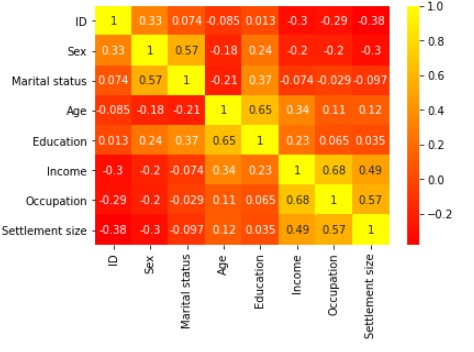 ID 1 0.33 0.074 -0.085 0.013 -0.3 -0.29 -0.38
Sex 0.33 1 0.57 -0.18 0.24 -0.2 -0.2 -0.3
Marital status 0.074 0.57 1 -0.21 0.37 -0.074 -0.029 -0.097
Age -0.085 -0.18 -0.21 1 0.65 0.34 0.11 0.12
Education 0.013 0.24 0.37 0.65 1 0.23 0.065 0.035
Income -0.3 -0.2 -0.074 0.34 0.23 1 0.68 0.49
Occupation -0.29 -0.2 -0.029 0.11 0.065 0.68 1 0.57
Settlement size -0.38 -0.3 -0.097 0.12 0.035 0.49 0.57 1
ID Sex Marital status Age Education Income Occupation Settlement size
1.0
0.8
0.6
0.4
0.2
0.0
−0.2